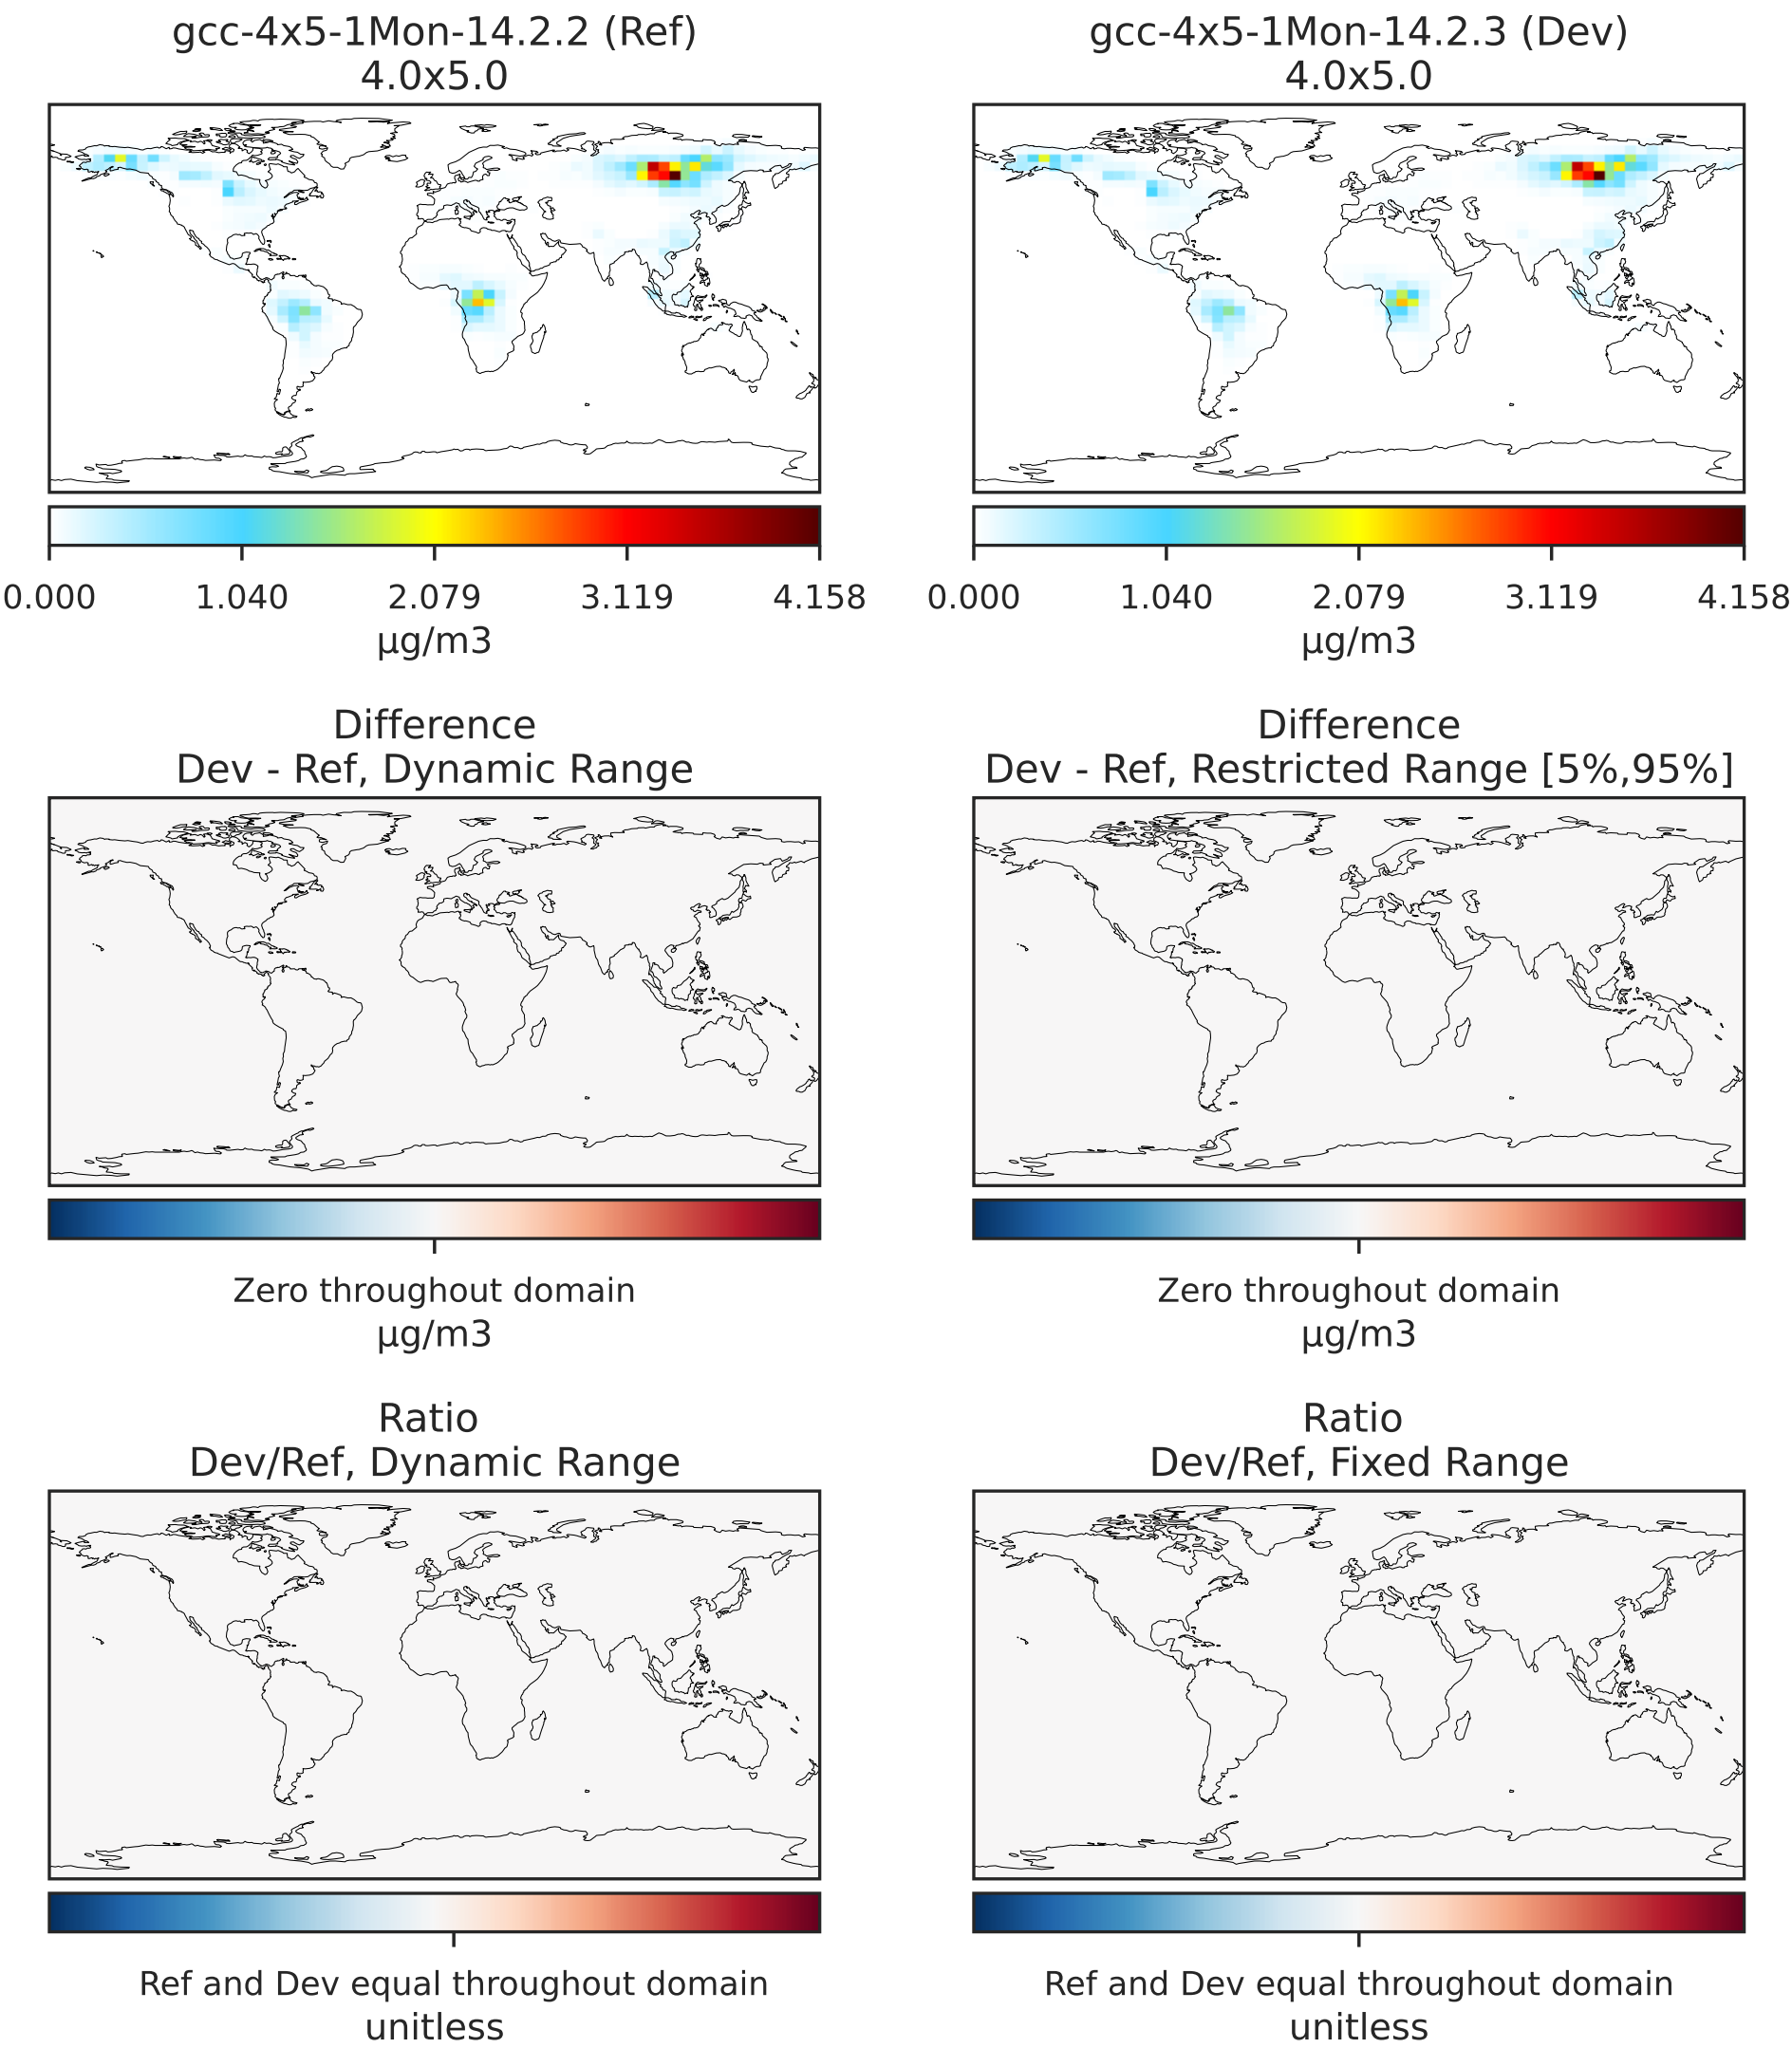 gcc-4x5-1Mon-14.2.2 (Ref)
4.0x5.0
gcc-4x5-1Mon-14.2.3 (Dev)
4.0x5.0
0.000 1.040 2.079 3.119 4.158
µg/m3
0.000 1.040 2.079 3.119 4.158
µg/m3
Difference
Dev - Ref, Dynamic Range
Difference
Dev - Ref, Restricted Range [5%,95%]
Zero throughout domain
µg/m3
Zero throughout domain
µg/m3
Ratio
Dev/Ref, Dynamic Range
Ratio
Dev/Ref, Fixed Range
Ref and Dev equal throughout domain
unitless
Ref and Dev equal throughout domain
unitless